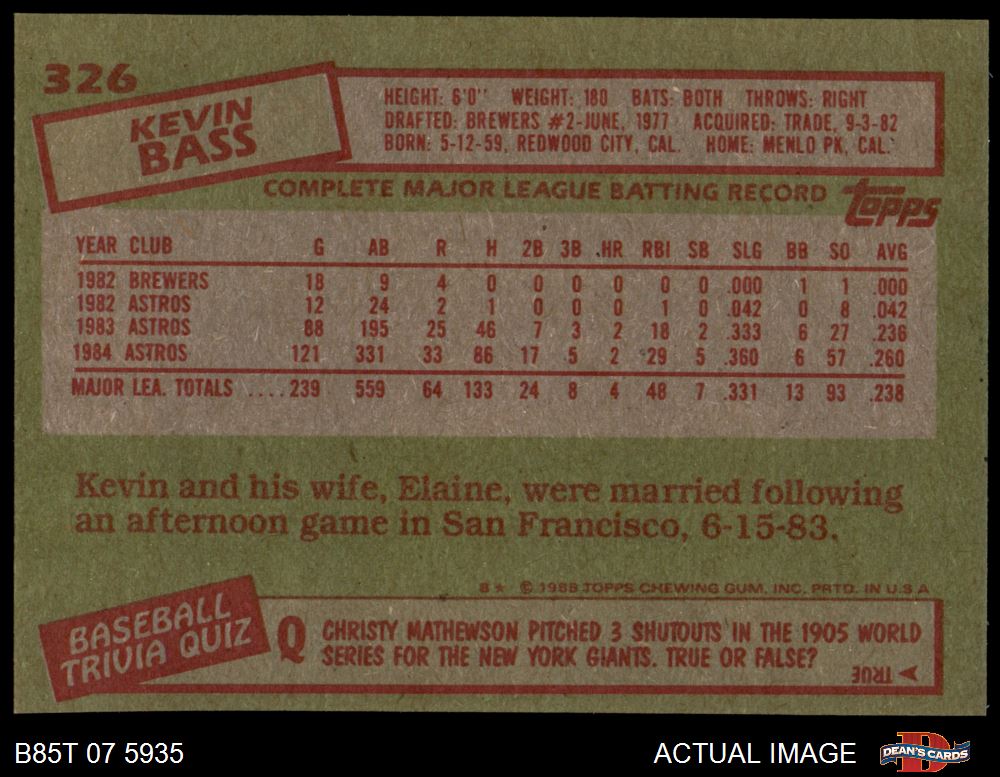 326
KEVIN
BASS
HEIGHT: 6'0" WEIGHT: 180 BATS: BOTH THROWS: RIGHT
DRAFTED: BREWERS #2-JUNE, 1977 ACQUIRED: TRADE, 9-3-82
BORN: 5-12-59, REDWOOD CITY, CAL. HOME: MENLO PK, CAL.
COMPLETE MAJOR LEAGUE BATTING RECORD topps
YEAR CLUB G AB R H 2B 3B HR RBI SB SLG BB SO AVG
1982 BREWERS 18 9 4 0 0 0 0 0 0 .000 1 1 .000
1982 ASTROS 12 24 2 1 0 0 0 1 0 .042 0 8 .042
1983 ASTROS 88 195 25 46 7 3 2 18 2 .333 6 27 .236
1984 ASTROS 121 331 33 86 17 5 2 29 5 .360 6 57 .260
MAJOR LEA. TOTALS ....239 559 64 133 24 8 4 48 7 .331 13 93 .238
Kevin and his wife, Elaine, were married following
an afternoon game in San Francisco, 6-15-83.
8* © 1985 TOPPS CHEWING GUM, INC. PRTD. IN U.S.A
BASEBALL
TRIVIA QUIZ
Q CHRISTY MATHEWSON PITCHED 3 SHUTOUTS IN THE 1905 WORLD
SERIES FOR THE NEW YORK GIANTS. TRUE OR FALSE?
TRUE
B85T 07 5935 ACTUAL IMAGE DEAN'S CARDS